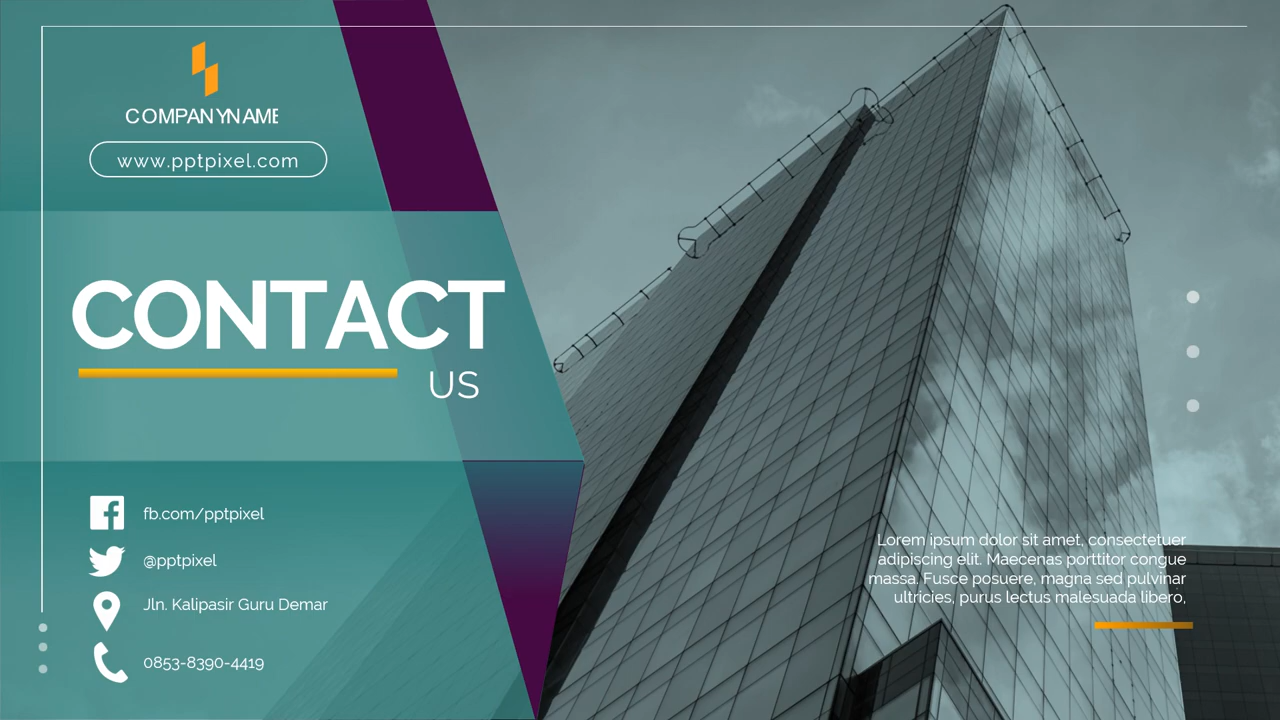 COMPANYNAME
www.pptpixel.com
CONTACT
US
fb.com/pptpixel
@pptpixel
Jln. Kalipasir Guru Demar
0853-8390-4419
Lorem ipsum dolor sit amet, consectetuer
adipiscing elit. Maecenas porttitor congue
massa. Fusce posuere, magna sed pulvinar
ultricies, purus lectus malesuada libero,